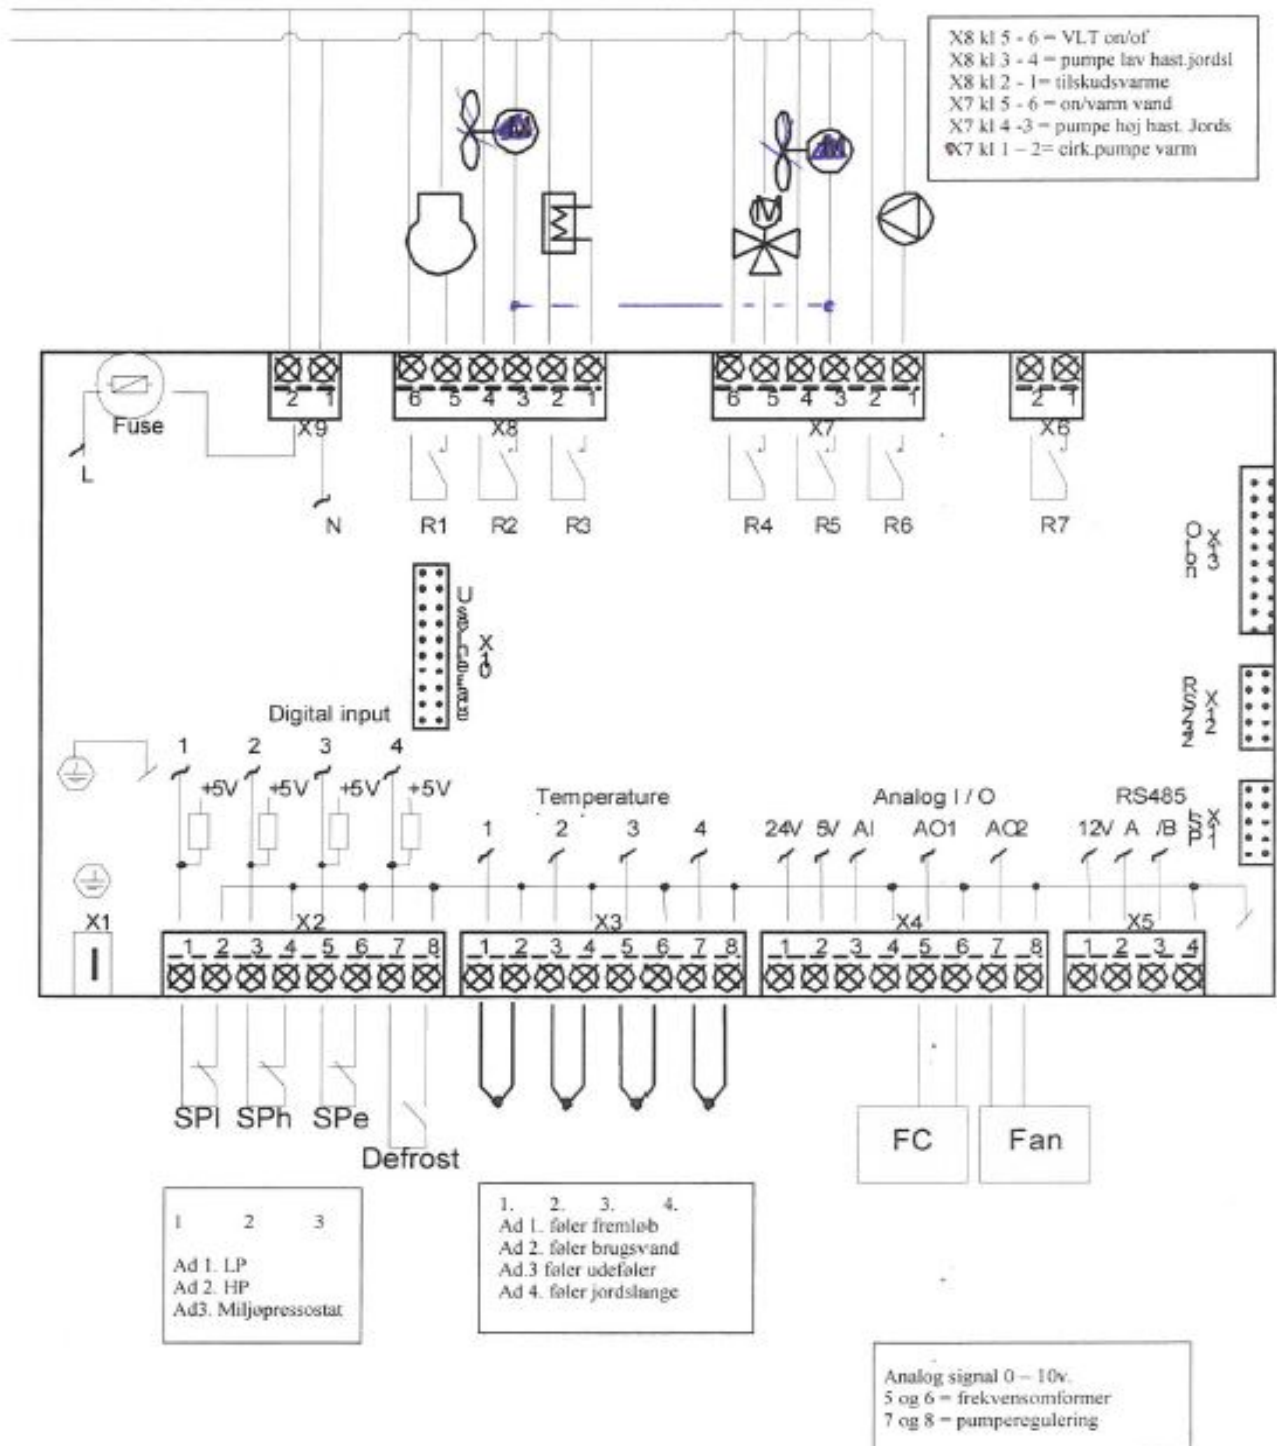 X8 kl 5 - 6 = VLT on/of
X8 kl 3 - 4 = pumpe lav hast.jordsl
X8 kl 2 - 1= tilskudsvarme
X7 kl 5 - 6 = on/varm vand
X7 kl 4 -3 = pumpe høj hast. Jords
X7 kl 1 – 2= cirk.pumpe varm
M M
M
Fuse
L
N
2 1
X9
6 5 4 3 2 1
X8
6 5 4 3 2 1
X7
2 1
X6
R1 R2 R3 R4 R5 R6 R7
X13
X10
Digital input
1 2 3 4
+5V +5V +5V +5V
RS232
X12
Temperature
1 2 3 4
Analog I / O
24V 5V AI AO1 AO2
RS485
12V A /B
X1
X2
1 2 3 4 5 6 7 8
X3
1 2 3 4 5 6 7 8
X4
1 2 3 4 5 6 7 8
X5
1 2 3 4
SPl SPh SPe
Defrost
FC Fan
1 2 3
Ad 1. LP
Ad 2. HP
Ad3. Miljøpressostat
1. 2. 3. 4.
Ad 1. føler fremløb
Ad 2. føler brugsvand
Ad.3 føler udeføler
Ad 4. føler jordslange
Analog signal 0 – 10v.
5 og 6 = frekvensomformer
7 og 8 = pumperegulering